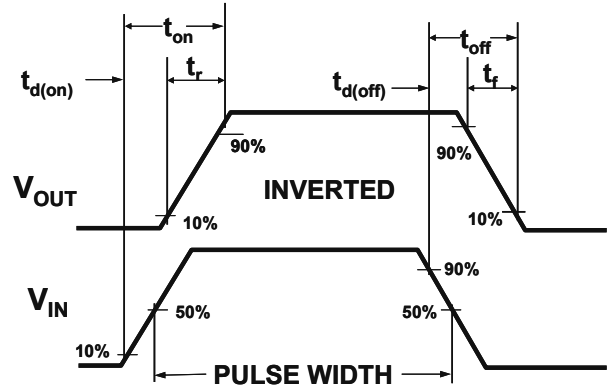 t_on
t_off
t_d(on)
t_r
t_d(off)
t_f
90%
90%
V_OUT
INVERTED
10%
10%
90%
V_IN
50%
50%
10%
PULSE WIDTH